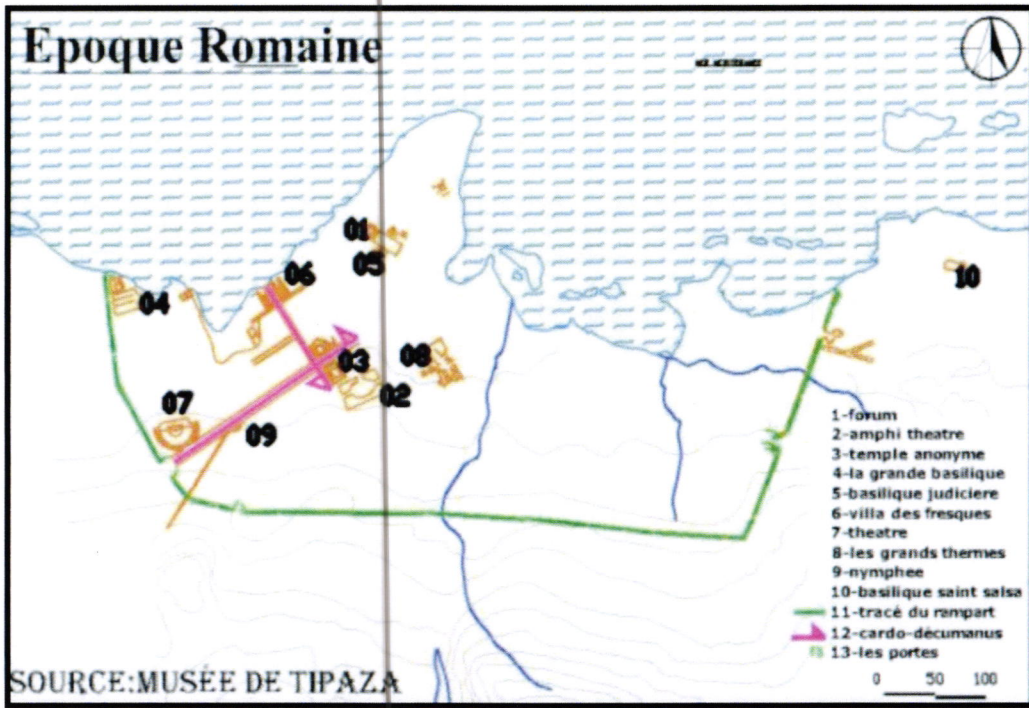 Epoque Romaine
01
05
06
04
10
03
08
02
07
09
1-forum
2-amphi theatre
3-temple anonyme
4-la grande basilique
5-basilique judiciere
6-villa des fresques
7-theatre
8-les grands thermes
9-nymphee
10-basilique saint salsa
11-tracé du rampart
12-cardo-décumanus
13-les portes
0 50 100
SOURCE:MUSÉE DE TIPAZA